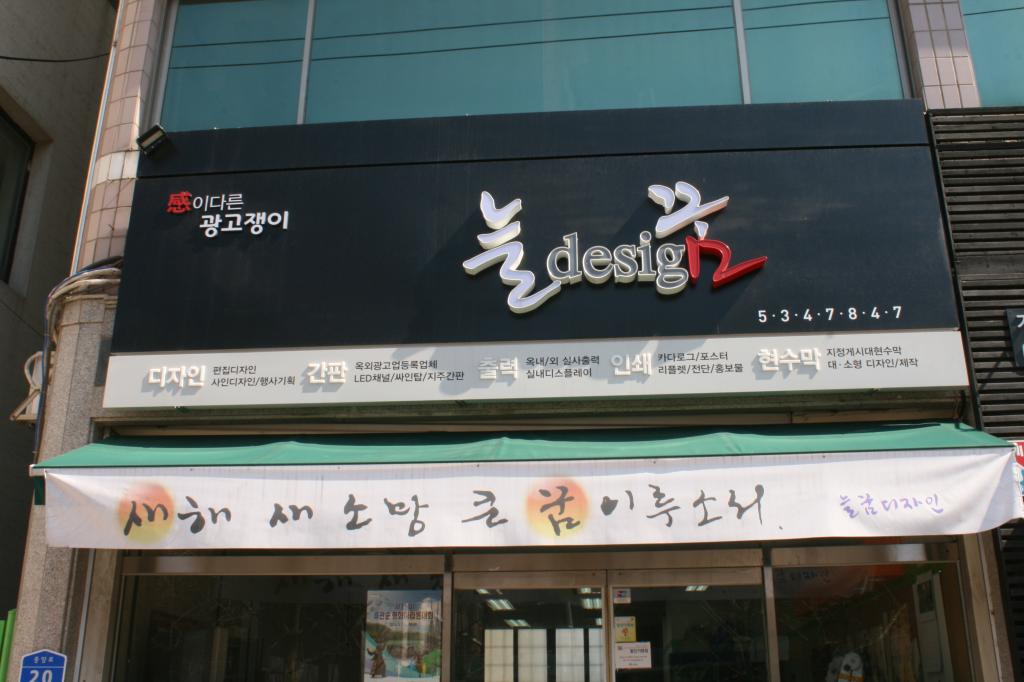 感이다른
광고쟁이
늘design꿈
5·3·4·7·8·4·7
디자인 편집디자인
사인디자인/행사기획
간판 옥외광고업등록업체
LED채널/싸인탑/지주간판
출력 옥내/외 실사출력
실내디스플레이
인쇄 카다로그/포스터
리플렛/전단/홍보물
현수막 지정게시대현수막
대·소형 디자인/제작
새해 새 소망 큰 꿈 이루소서.
늘꿈디자인
중앙로
20